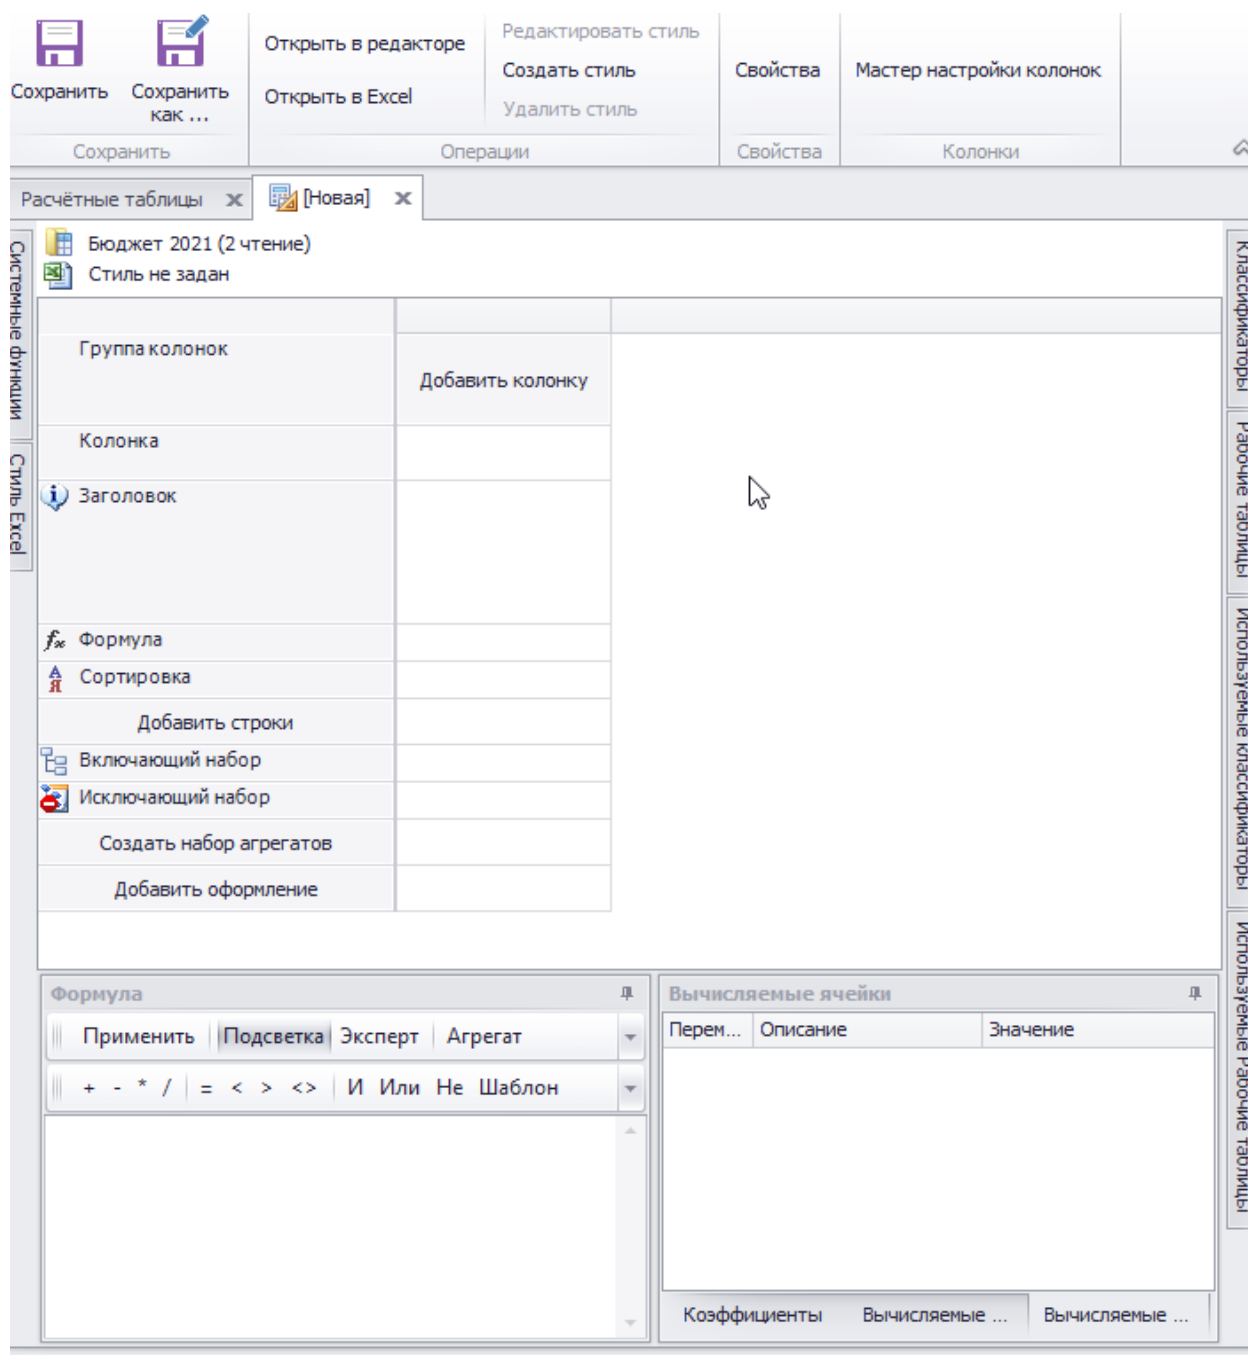 Сохранить
Сохранить как ...
Открыть в редакторе
Открыть в Excel
Редактировать стиль
Создать стиль
Удалить стиль
Свойства
Мастер настройки колонок
Сохранить
Операции
Свойства
Колонки
Расчётные таблицы
[Новая]
Системные функции
Стиль Excel
Бюджет 2021 (2 чтение)
Стиль не задан
Группа колонок
Добавить колонку
Колонка
Заголовок
fx Формула
А
Я
Сортировка
Добавить строки
Включающий набор
Исключающий набор
Создать набор агрегатов
Добавить оформление
Классификаторы
Рабочие таблицы
Используемые классификаторы
Используемые Рабочие таблицы
Формула
Применить Подсветка Эксперт Агрегат
+ - * / = < > <> И Или Не Шаблон
Вычисляемые ячейки
Перем... Описание Значение
Коэффициенты Вычисляемые ... Вычисляемые ...